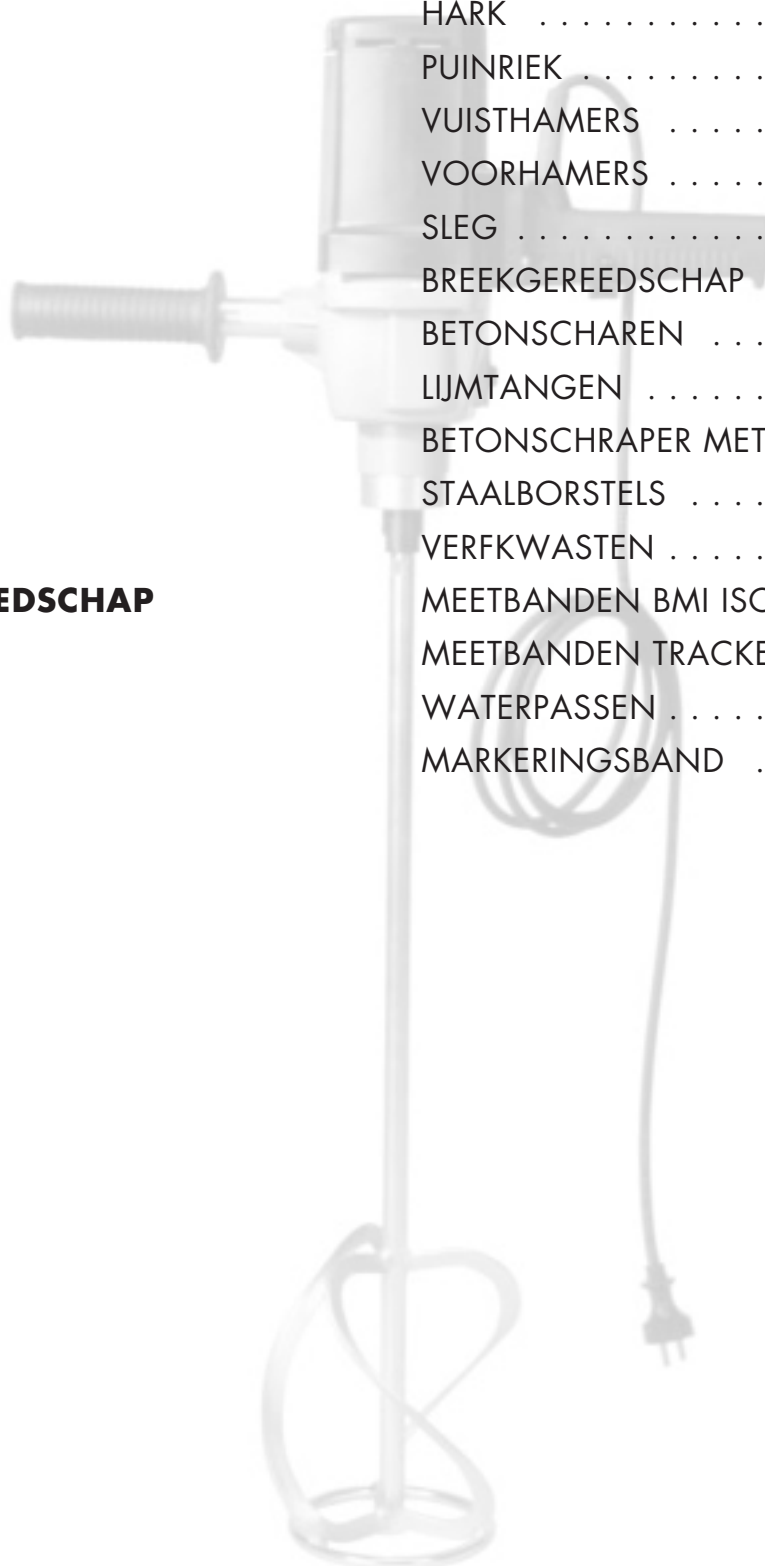 HARK . . . . . . . . . . .
PUINRIEK . . . . . . . . .
VUISTHAMERS . . . . .
VOORHAMERS . . . . .
SLEG . . . . . . . . . . . .
BREEKGEREEDSCHAP
BETONSCHAREN . . .
LIJMTANGEN . . . . . .
BETONSCHRAPER MET
STAALBORSTELS . . . .
VERFKWASTEN . . . . .
EEDSCHAP
MEETBANDEN BMI ISO
MEETBANDEN TRACKE
WATERPASSEN . . . . .
MARKERINGSBAND .